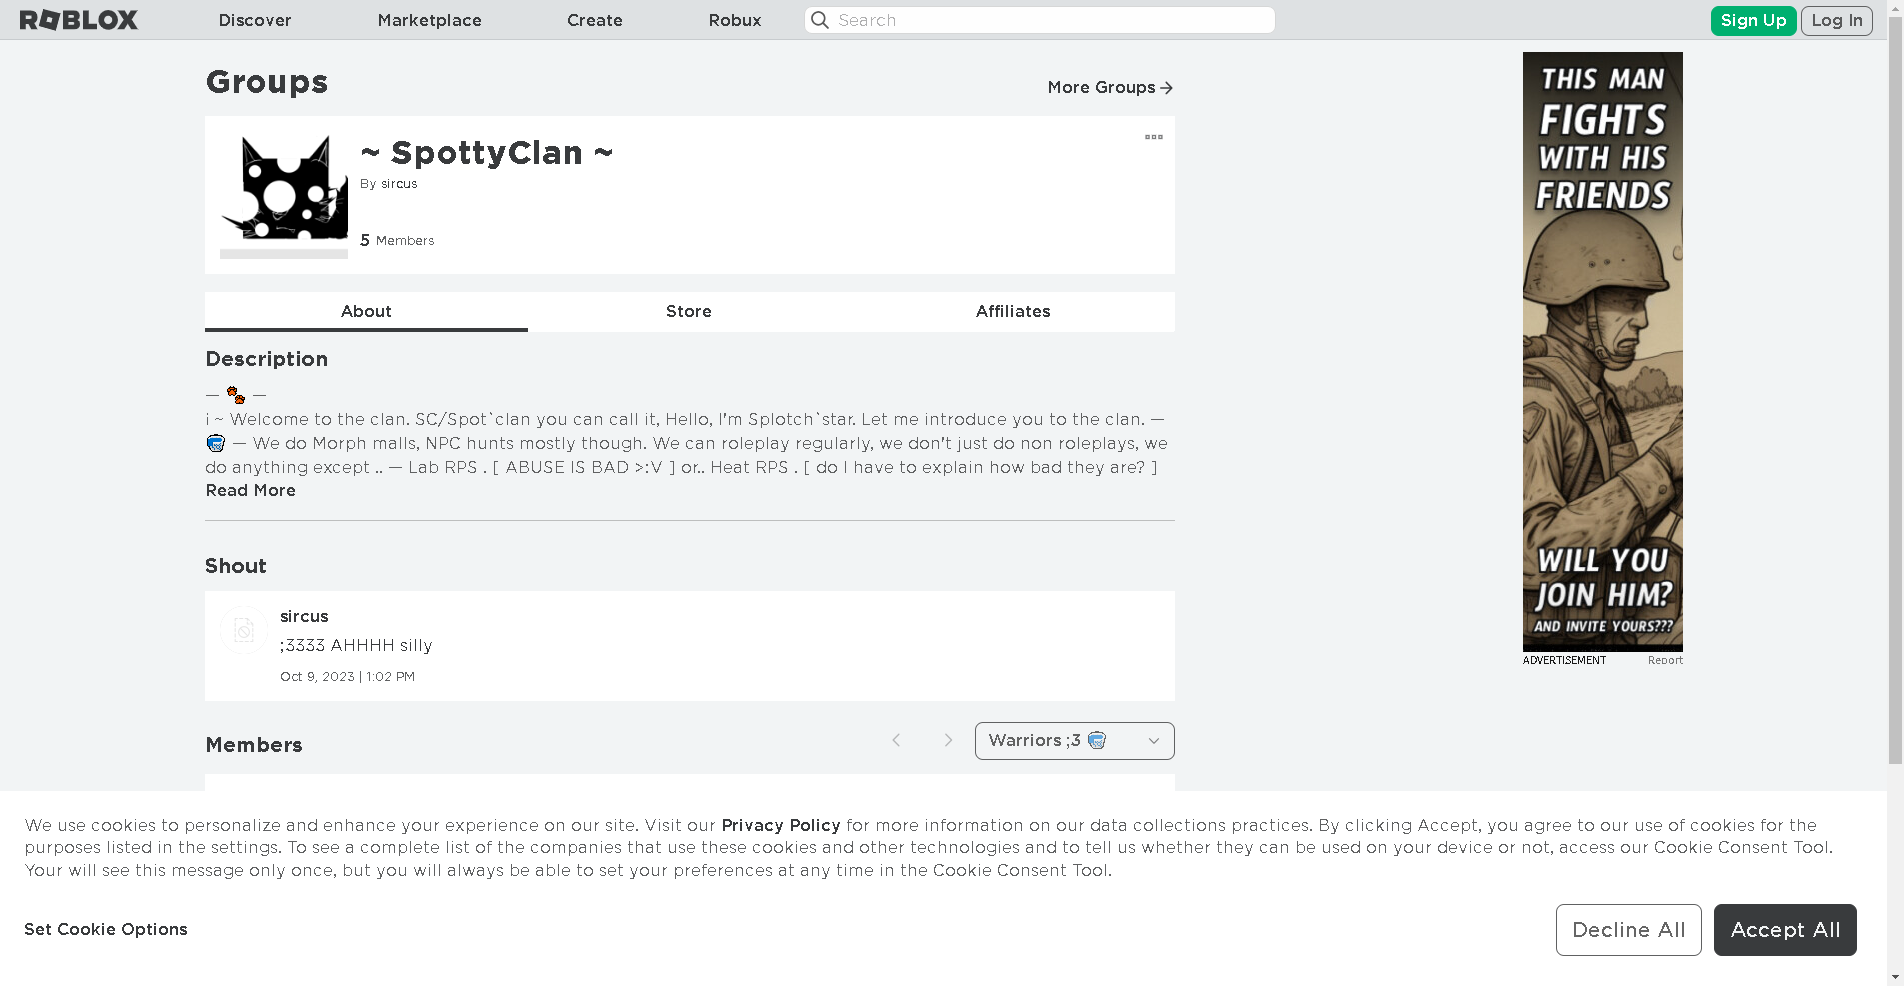 ROBLOX
Discover
Marketplace
Create
Robux
Search
Sign Up
Log In
Groups
More Groups
~ SpottyClan ~
By sircus
5 Members
About
Store
Affiliates
Description
— —
i ~ Welcome to the clan. SC/Spot`clan you can call it, Hello, I'm Splotch`star. Let me introduce you to the clan. —
— We do Morph malls, NPC hunts mostly though. We can roleplay regularly, we don't just do non roleplays, we
do anything except .. — Lab RPS . [ ABUSE IS BAD >:V ] or.. Heat RPS . [ do I have to explain how bad they are? ]
Read More
Shout
sircus
;3333 AHHHH silly
Oct 9, 2023 | 1:02 PM
Members
Warriors ;3
THIS MAN
FIGHTS
WITH HIS
FRIENDS
WILL YOU
JOIN HIM?
AND INVITE YOURS???
ADVERTISEMENT
Report
We use cookies to personalize and enhance your experience on our site. Visit our Privacy Policy for more information on our data collections practices. By clicking Accept, you agree to our use of cookies for the
purposes listed in the settings. To see a complete list of the companies that use these cookies and other technologies and to tell us whether they can be used on your device or not, access our Cookie Consent Tool.
Your will see this message only once, but you will always be able to set your preferences at any time in the Cookie Consent Tool.
Set Cookie Options
Decline All
Accept All